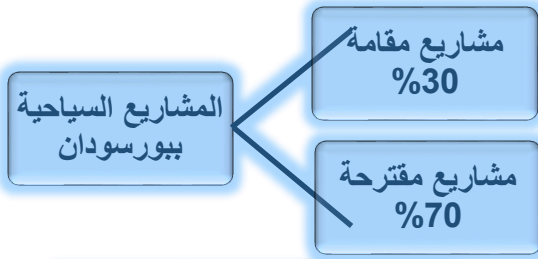 المشاريع السياحية
ببورسودان
مشاريع مقامة
%30
مشاريع مقترحة
%70